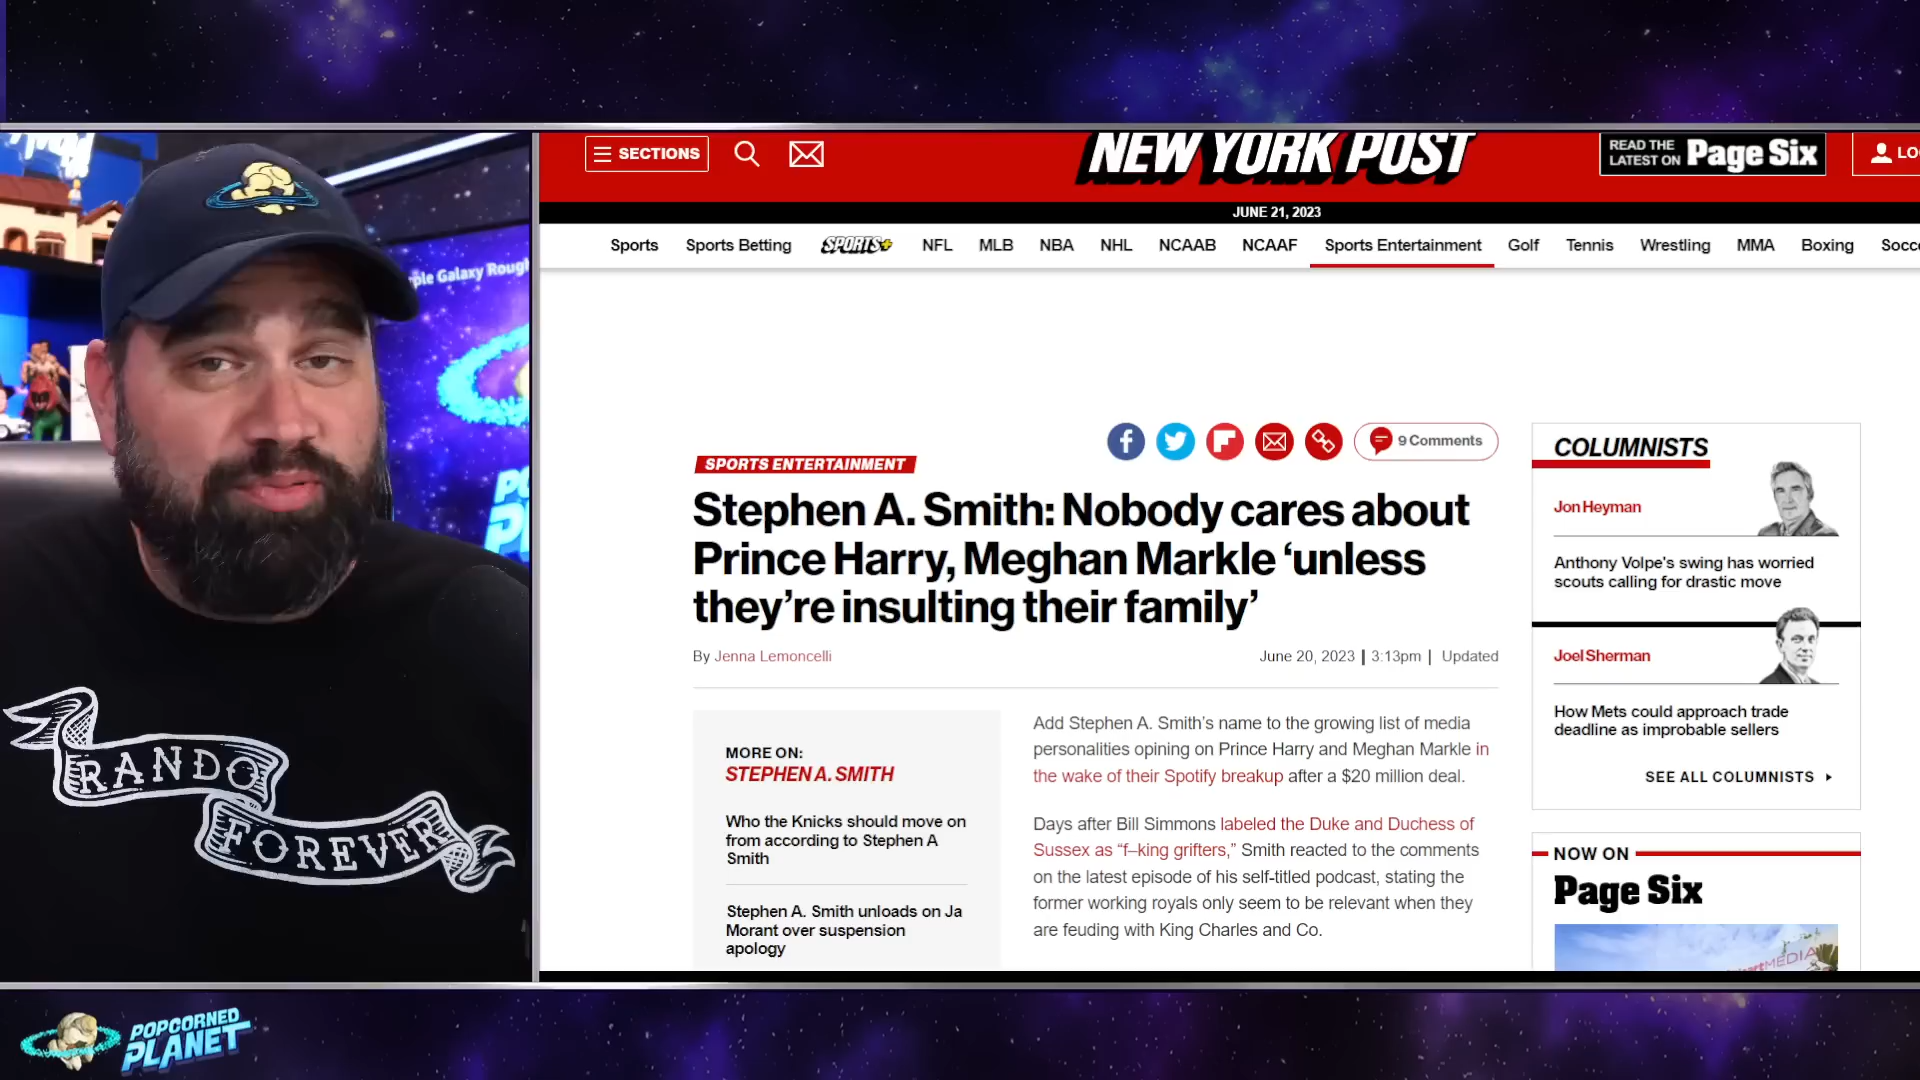 SECTIONS
NEW YORK POST
READ THE
LATEST ON Page Six
LO
JUNE 21, 2023
Sports Sports Betting SPORTS+ NFL MLB NBA NHL NCAAB NCAAF Sports Entertainment Golf Tennis Wrestling MMA Boxing Socc
ple Galaxy Rough
9 Comments
SPORTS ENTERTAINMENT
Stephen A. Smith: Nobody cares about
Prince Harry, Meghan Markle ‘unless
they’re insulting their family’
By Jenna Lemoncelli
June 20, 2023 | 3:13pm | Updated
MORE ON:
STEPHEN A. SMITH
Who the Knicks should move on
from according to Stephen A
Smith
Stephen A. Smith unloads on Ja
Morant over suspension
apology
Add Stephen A. Smith’s name to the growing list of media
personalities opining on Prince Harry and Meghan Markle in
the wake of their Spotify breakup after a $20 million deal.
Days after Bill Simmons labeled the Duke and Duchess of
Sussex as “f–king grifters,” Smith reacted to the comments
on the latest episode of his self-titled podcast, stating the
former working royals only seem to be relevant when they
are feuding with King Charles and Co.
COLUMNISTS
Jon Heyman
Anthony Volpe's swing has worried
scouts calling for drastic move
Joel Sherman
How Mets could approach trade
deadline as improbable sellers
SEE ALL COLUMNISTS
NOW ON
Page Six
MEDIA
RANDO
FOREVER
POPCORNED
PLANET